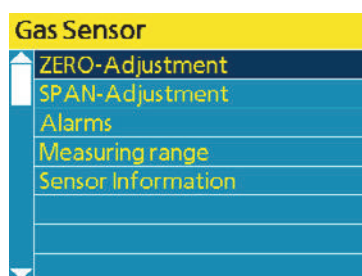 Gas Sensor
ZERO-Adjustment
SPAN-Adjustment
Alarms
Measuring range
Sensor Information